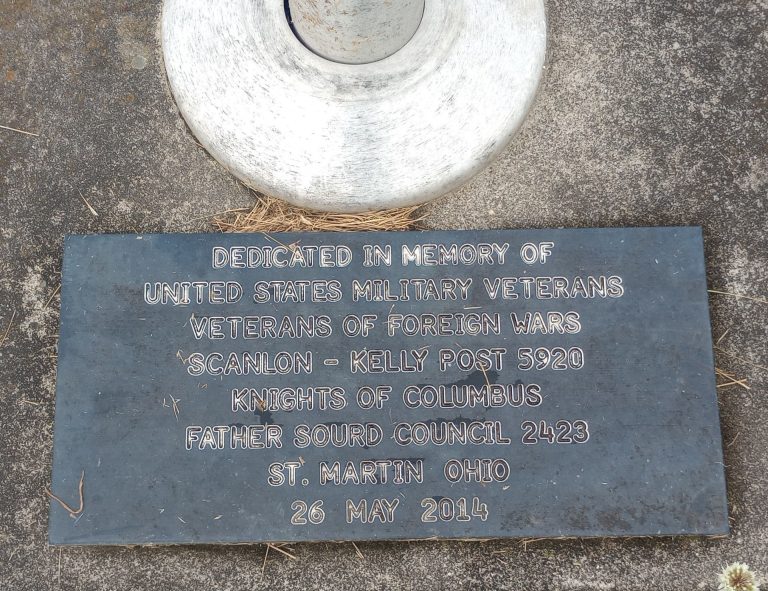 DEDICATED IN MEMORY OF
UNITED STATES MILITARY VETERANS
VETERANS OF FOREIGN WARS
SCANLON - KELLY POST 5920
KNIGHTS OF COLUMBUS
FATHER SOURD COUNCIL 2423
ST. MARTIN OHIO
26 MAY 2014